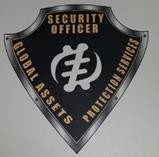 SECURITY
OFFICER
GLOBAL ASSETS
PROTECTION SERVICES